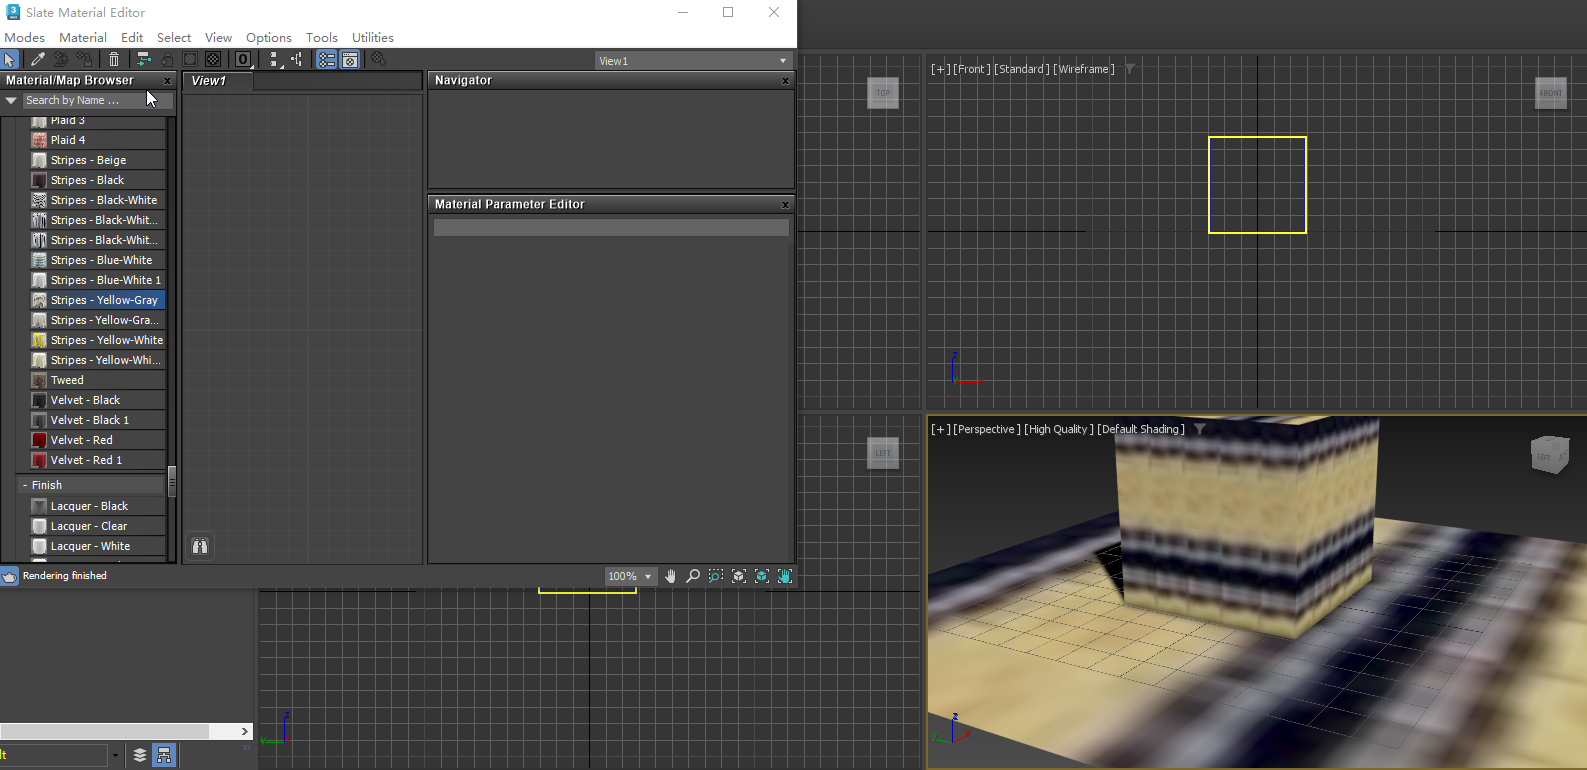 Slate Material Editor
Modes Material Edit Select View Options Tools Utilities
View1
Material/Map Browser
Search by Name ...
Plaid 3
Plaid 4
Stripes - Beige
Stripes - Black
Stripes - Black-White
Stripes - Black-Whit...
Stripes - Black-Whit...
Stripes - Blue-White
Stripes - Blue-White 1
Stripes - Yellow-Gray
Stripes - Yellow-Gra...
Stripes - Yellow-White
Stripes - Yellow-Whi...
Tweed
Velvet - Black
Velvet - Black 1
Velvet - Red
Velvet - Red 1
- Finish
Lacquer - Black
Lacquer - Clear
Lacquer - White
Rendering finished
View1
Navigator
Material Parameter Editor
100%
TOP
[+] [Front ] [Standard ] [Wireframe ]
FRONT
LEFT
[+] [Perspective ] [High Quality ] [Default Shading ]
LEFT
z
z
y
z
y
lt